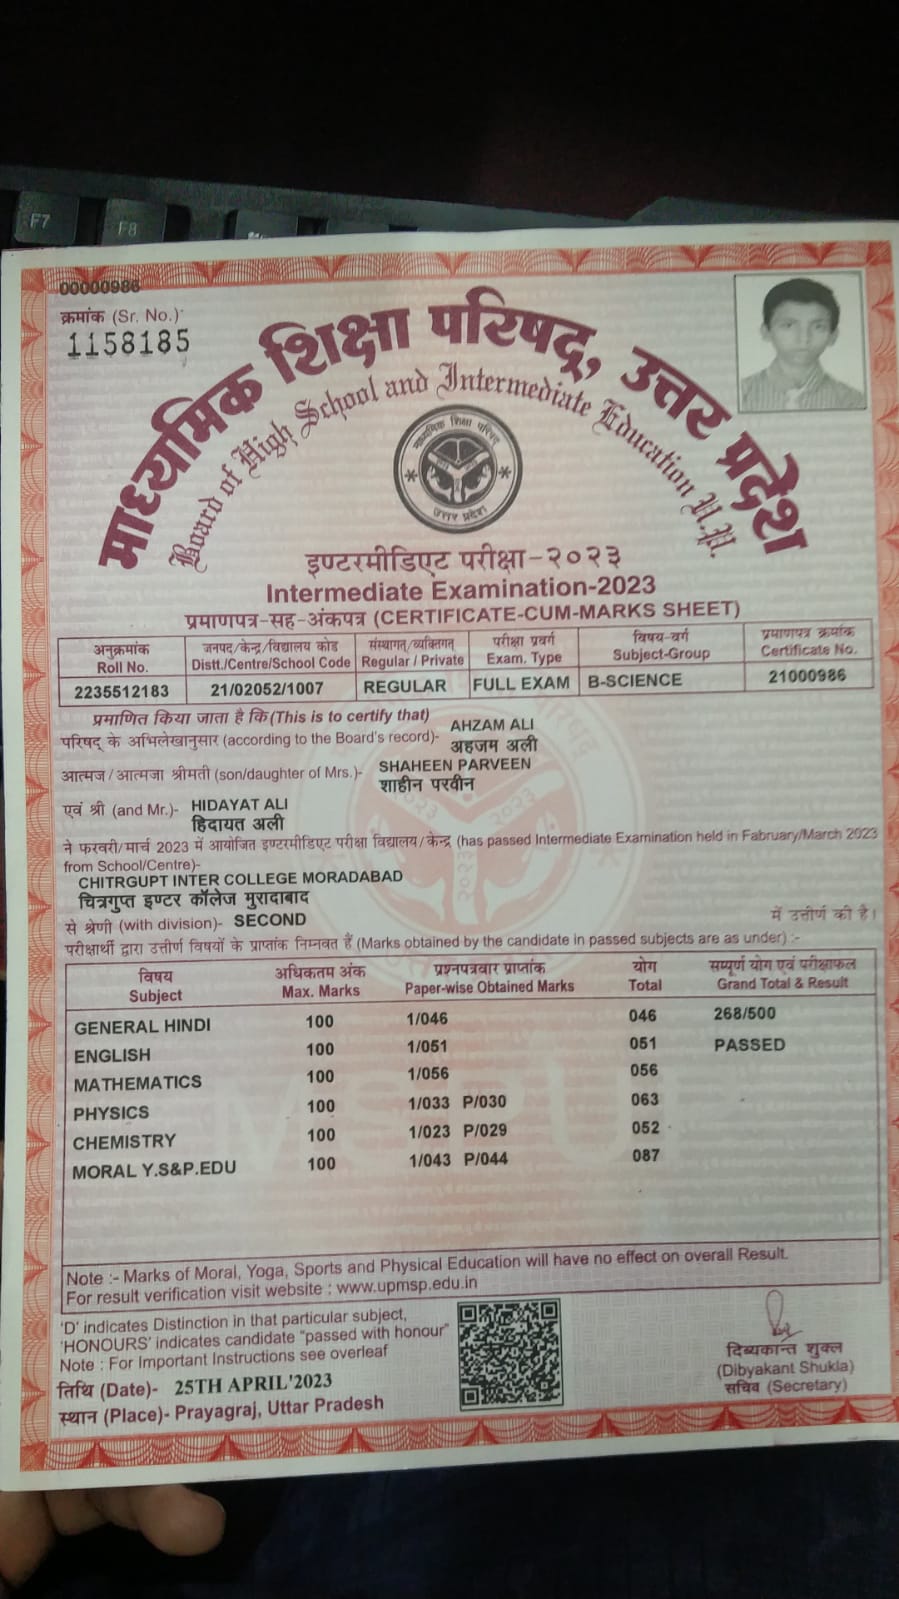 F7
F8
00000986
क्रमांक (Sr. No.)
1158185
माध्यमिक शिक्षा परिषद्, उत्तर प्रदेश
Board of High School and Intermediate Education U.P.
माध्यमिक शिक्षा परिषद्
उत्तर प्रदेश
इण्टरमीडिएट परीक्षा-२०२३
Intermediate Examination-2023
प्रमाणपत्र-सह-अंकपत्र (CERTIFICATE-CUM-MARKS SHEET)
अनुक्रमांक जनपद/केन्द्र/विद्यालय कोड संस्थागत्/व्यक्तिगत् परीक्षा प्रवर्ग विषय-वर्ग प्रमाणपत्र क्रमांक
Roll No. Distt./Centre/School Code Regular / Private Exam. Type Subject-Group Certificate No.
2235512183 21/02052/1007 REGULAR FULL EXAM B-SCIENCE 21000986
प्रमाणित किया जाता है कि (This is to certify that) AHZAM ALI
परिषद् के अभिलेखानुसार (according to the Board's record)- अहजम अली
आत्मज/आत्मजा श्रीमती (son/daughter of Mrs.)- SHAHEEN PARVEEN
शाहीन परवीन
एवं श्री (and Mr.)- HIDAYAT ALI
हिदायत अली
ने फरवरी/मार्च 2023 में आयोजित इण्टरमीडिएट परीक्षा विद्यालय/केन्द्र (has passed Intermediate Examination held in Fabruary/March 2023
from School/Centre)-
CHITRGUPT INTER COLLEGE MORADABAD
चित्रगुप्त इण्टर कॉलेज मुरादाबाद
से श्रेणी (with division)- SECOND में उत्तीर्ण की है।
परीक्षार्थी द्वारा उत्तीर्ण विषयों के प्राप्तांक निम्नवत हैं (Marks obtained by the candidate in passed subjects are as under) :-
विषय अधिकतम अंक प्रश्नपत्रवार प्राप्तांक योग सम्पूर्ण योग एवं परीक्षाफल
Subject Max. Marks Paper-wise Obtained Marks Total Grand Total & Result
GENERAL HINDI 100 1/046 046 268/500
ENGLISH 100 1/051 051 PASSED
MATHEMATICS 100 1/056 056
PHYSICS 100 1/033 P/030 063
CHEMISTRY 100 1/023 P/029 052
MORAL Y.S&P.EDU 100 1/043 P/044 087
Note :- Marks of Moral, Yoga, Sports and Physical Education will have no effect on overall Result.
For result verification visit website : www.upmsp.edu.in
'D' indicates Distinction in that particular subject,
'HONOURS' indicates candidate "passed with honour"
Note : For Important Instructions see overleaf
तिथि (Date)- 25TH APRIL'2023
स्थान (Place)- Prayagraj, Uttar Pradesh
दिब्यकान्त शुक्ल
(Dibyakant Shukla)
सचिव (Secretary)